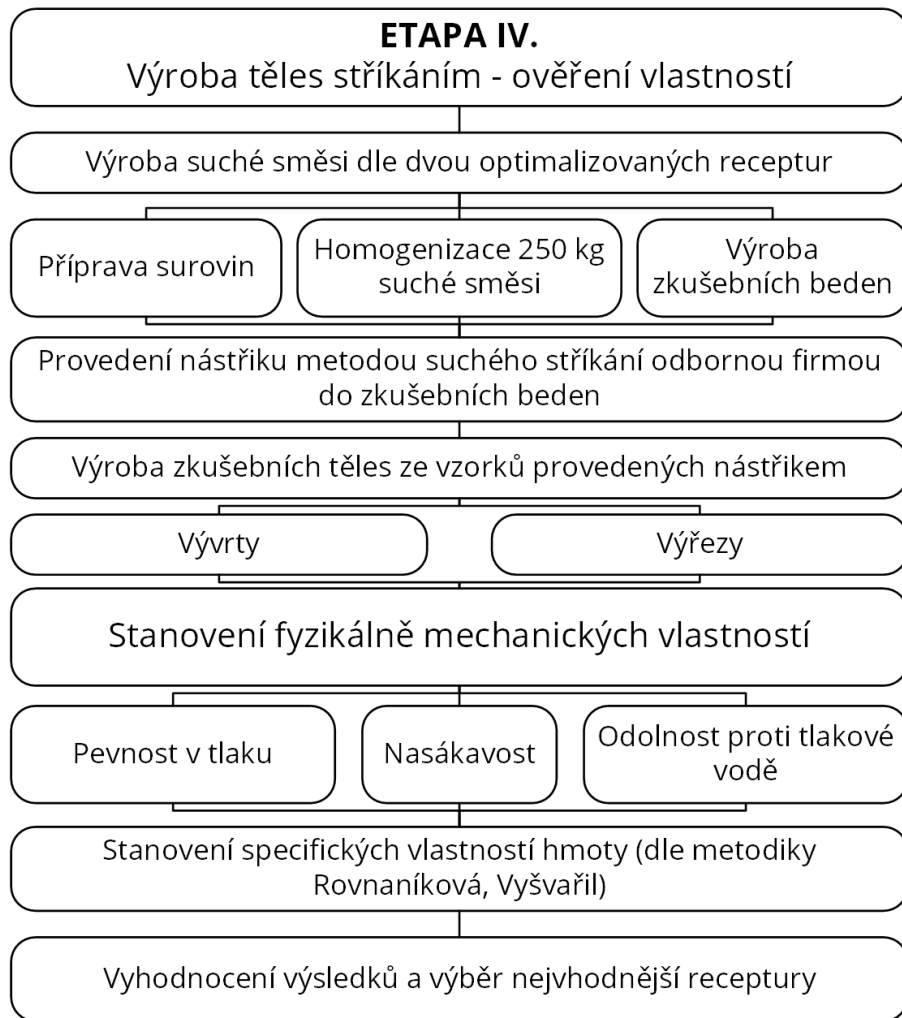 ETAPA IV.
Výroba těles stříkáním - ověření vlastností
Výroba suché směsi dle dvou optimalizovaných receptur
Příprava surovin
Homogenizace 250 kg
suché směsi
Výroba
zkušebních beden
Provedení nástřiku metodou suchého stříkání odbornou firmou
do zkušebních beden
Výroba zkušebních těles ze vzorků provedených nástřikem
Vývrty
Výřezy
Stanovení fyzikálně mechanických vlastností
Pevnost v tlaku
Nasákavost
Odolnost proti tlakové
vodě
Stanovení specifických vlastností hmoty (dle metodiky
Rovnaníková, Vyšvařil)
Vyhodnocení výsledků a výběr nejvhodnější receptury